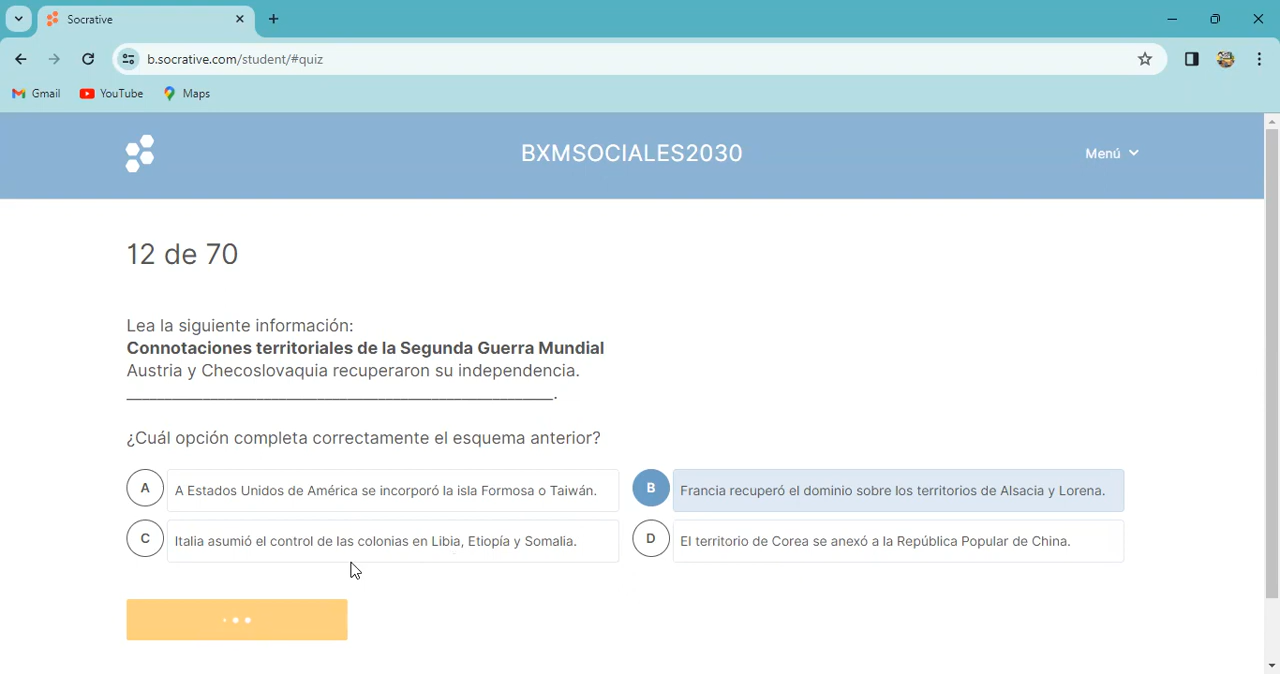 Socrative
b.socrative.com/student/#quiz
Gmail
YouTube
Maps
BXMSOCIALES2030
Menú
12 de 70
Lea la siguiente información:
Connotaciones territoriales de la Segunda Guerra Mundial
Austria y Checoslovaquia recuperaron su independencia.
__________________________________________________.
¿Cuál opción completa correctamente el esquema anterior?
A
A Estados Unidos de América se incorporó la isla Formosa o Taiwán.
B
Francia recuperó el dominio sobre los territorios de Alsacia y Lorena.
C
Italia asumió el control de las colonias en Libia, Etiopía y Somalia.
D
El territorio de Corea se anexó a la República Popular de China.